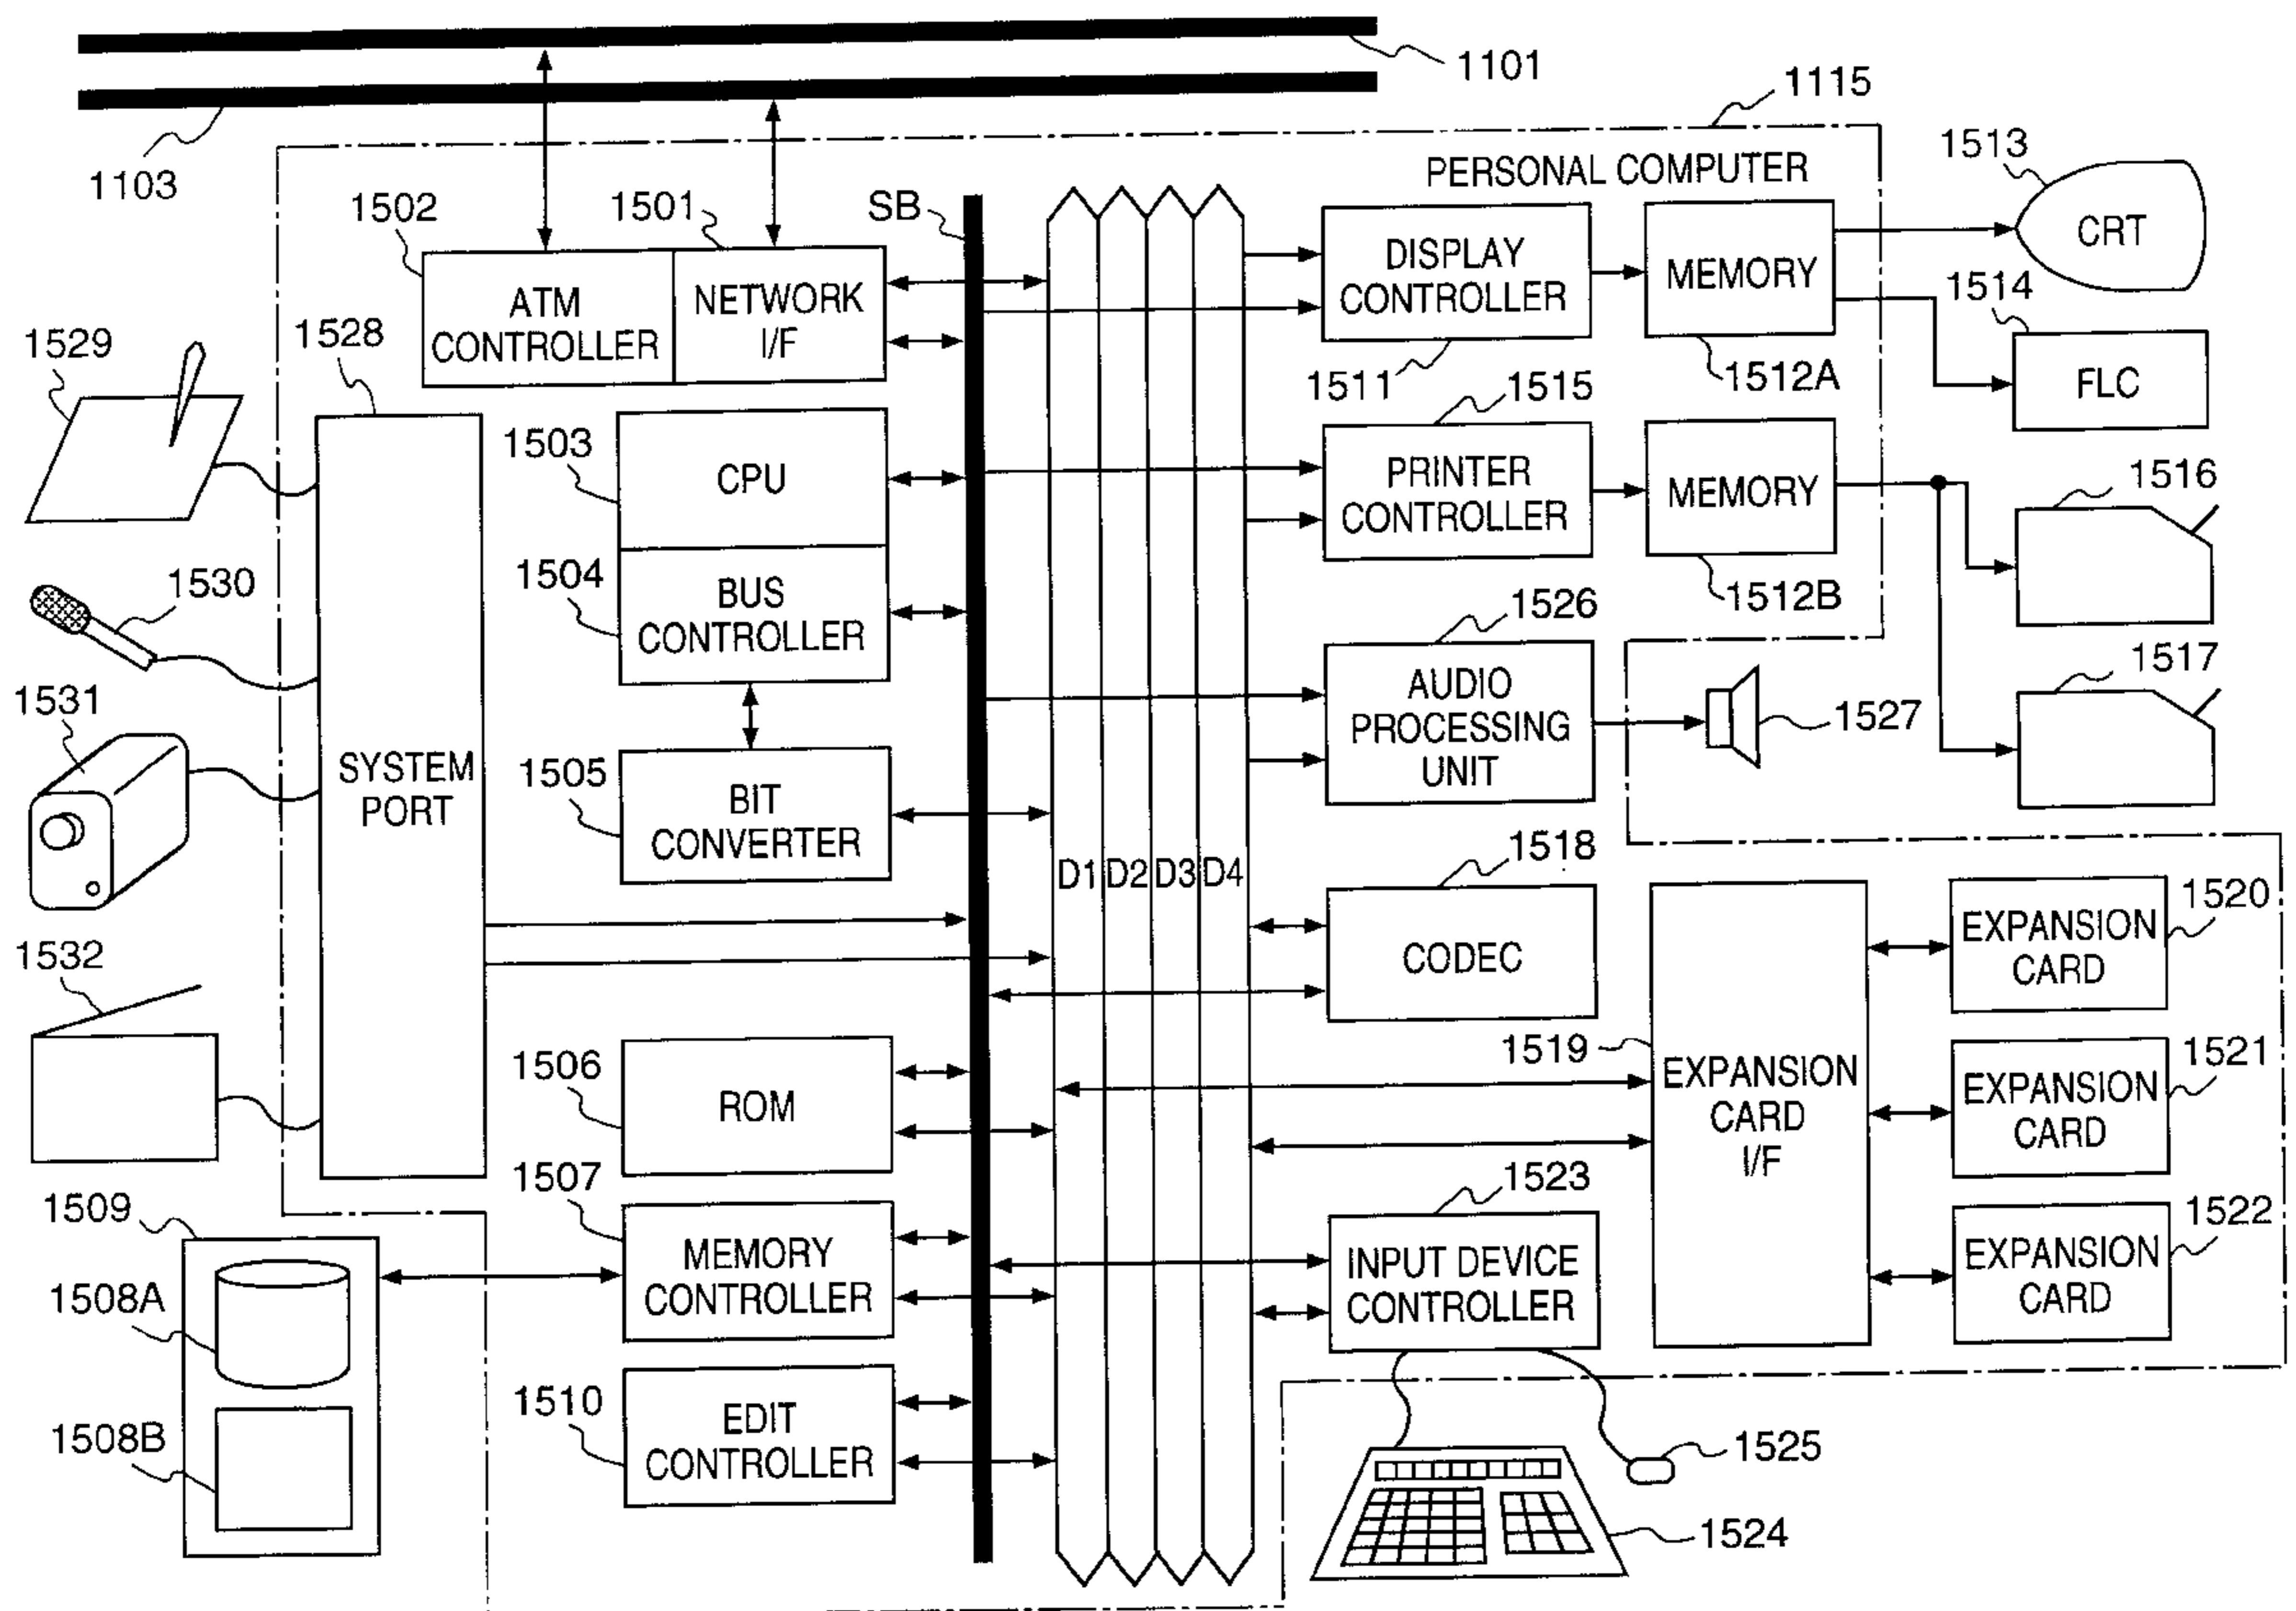 1101
1103
1115
PERSONAL COMPUTER
1502
1501
SB
ATM
CONTROLLER
NETWORK
I/F
DISPLAY
CONTROLLER
1511
MEMORY
1512A
1513
CRT
1514
FLC
1529
1528
1503
CPU
1504
BUS
CONTROLLER
1515
PRINTER
CONTROLLER
MEMORY
1512B
1516
1517
1530
1531
SYSTEM
PORT
1505
BIT
CONVERTER
1526
AUDIO
PROCESSING
UNIT
1527
D1 D2 D3 D4
1518
CODEC
1532
1506
ROM
1519
EXPANSION
CARD
I/F
1520
EXPANSION
CARD
1521
EXPANSION
CARD
1522
EXPANSION
CARD
1507
MEMORY
CONTROLLER
1509
1508A
1508B
1523
INPUT DEVICE
CONTROLLER
1510
EDIT
CONTROLLER
1525
1524